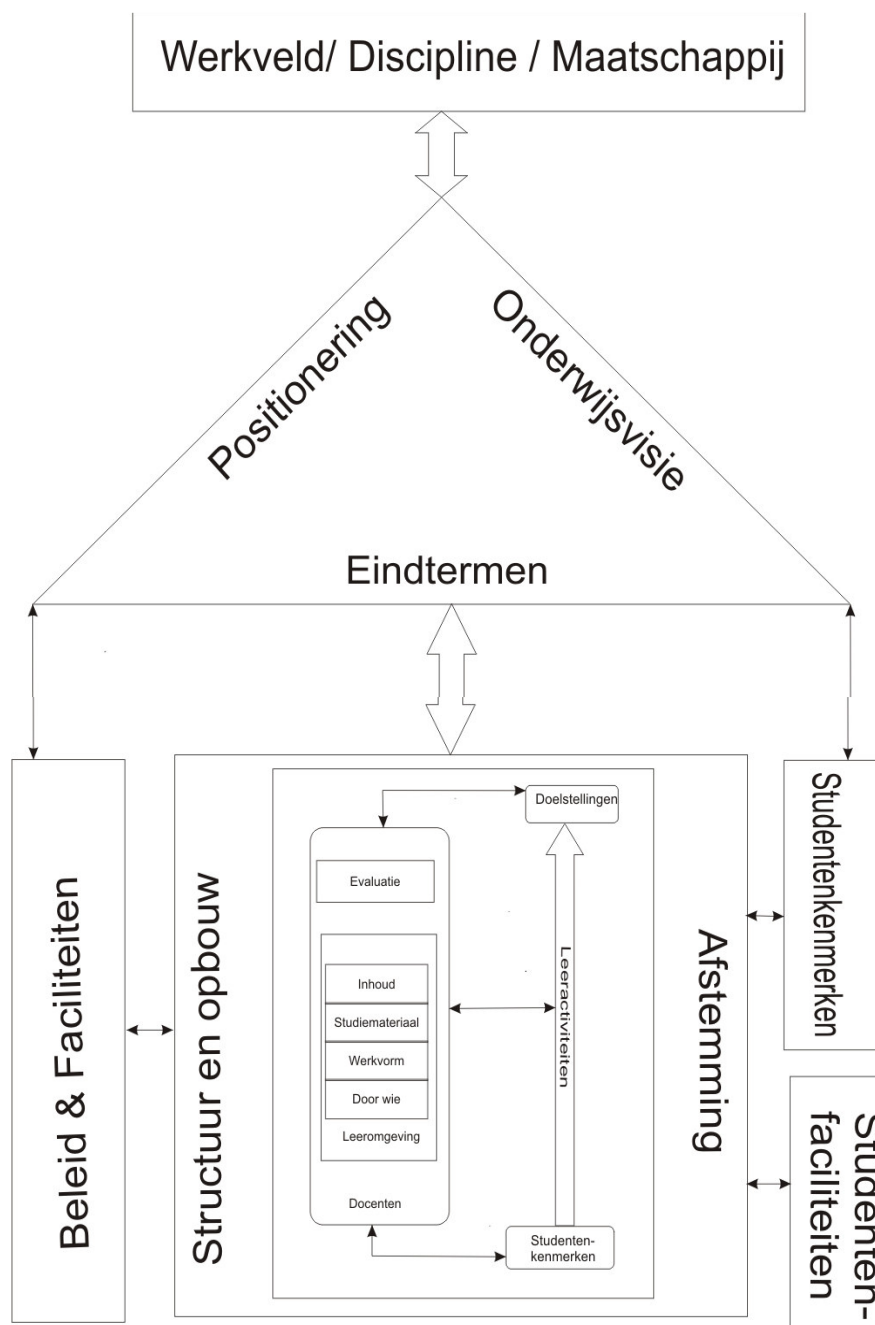 Werkveld/ Discipline / Maatschappij
Positionering
Onderwijsvisie
Eindtermen
Beleid & Faciliteiten
Structuur en opbouw
Doelstellingen
Evaluatie
Inhoud
Studiemateriaal
Werkvorm
Door wie
Leeromgeving
Docenten
Leeractiviteiten
Studenten-
kenmerken
Afstemming
Studentenkenmerken
Studenten-
faciliteiten